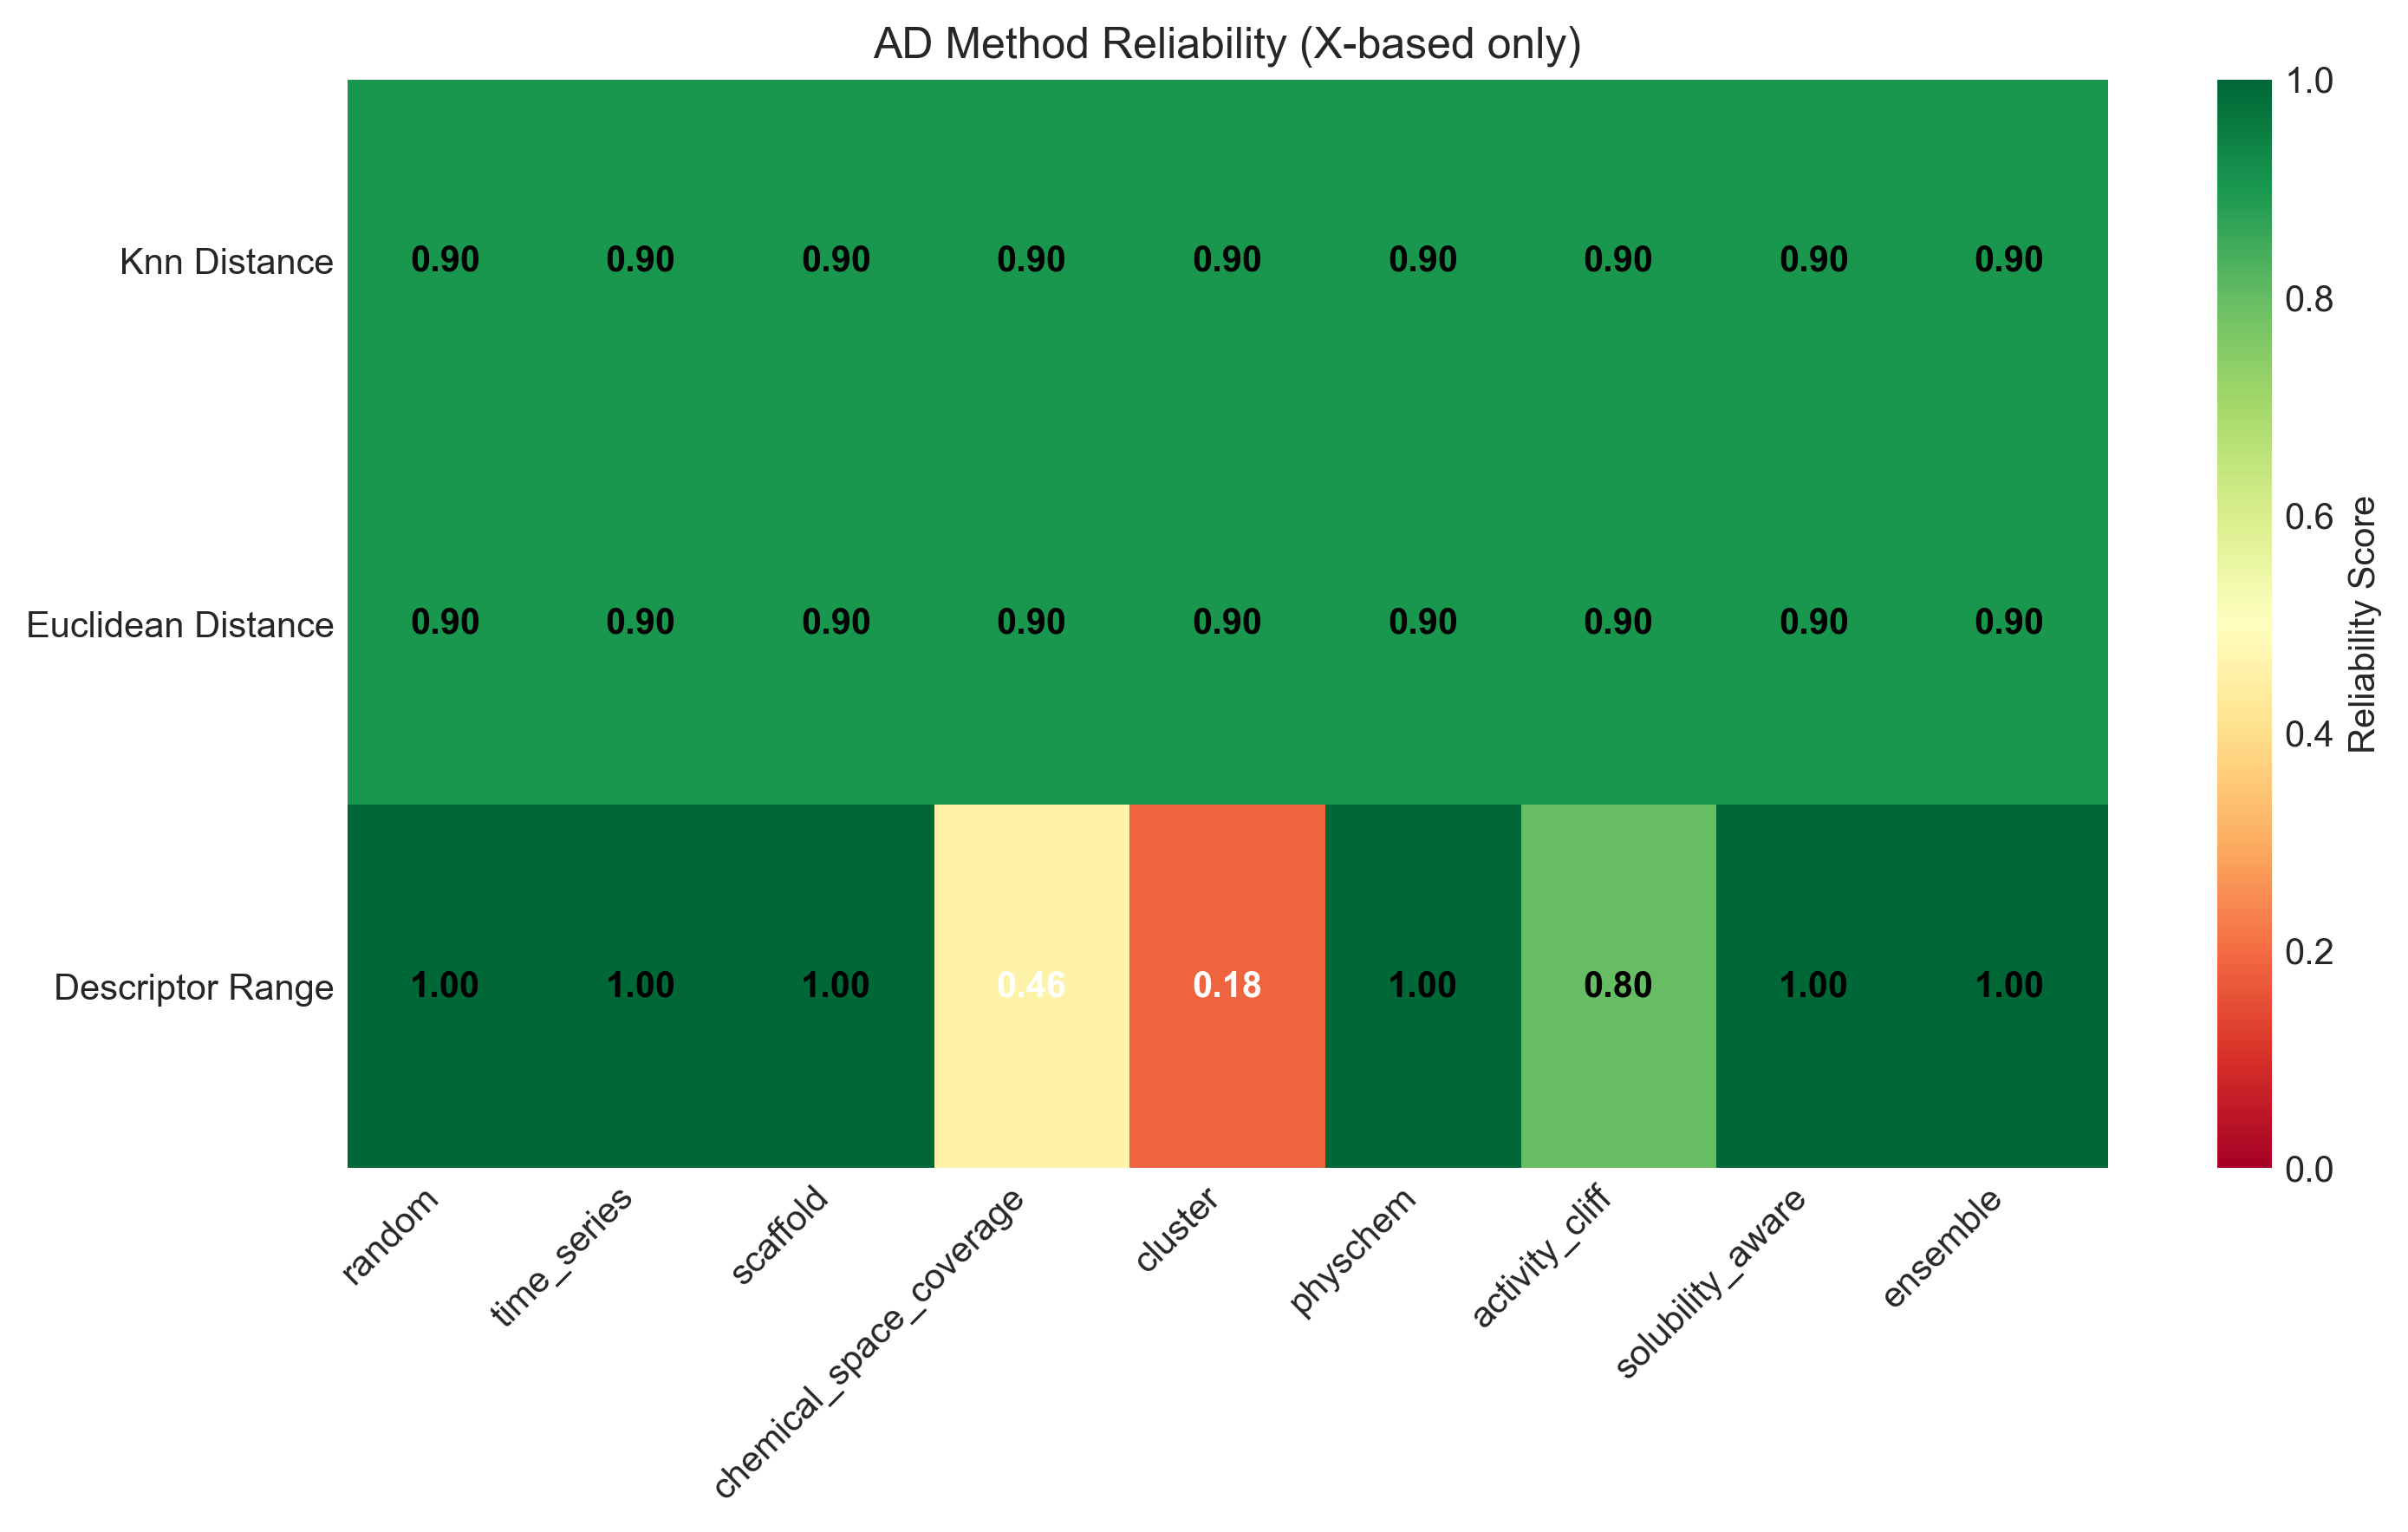 AD Method Reliability (X-based only)
Knn Distance 0.90 0.90 0.90 0.90 0.90 0.90 0.90 0.90 0.90
Euclidean Distance 0.90 0.90 0.90 0.90 0.90 0.90 0.90 0.90 0.90
Descriptor Range 1.00 1.00 1.00 0.46 0.18 1.00 0.80 1.00 1.00
random
time_series
scaffold
chemical_space_coverage
cluster
physchem
activity_cliff
solubility_aware
ensemble
1.0
0.8
0.6
0.4
0.2
0.0
Reliability Score